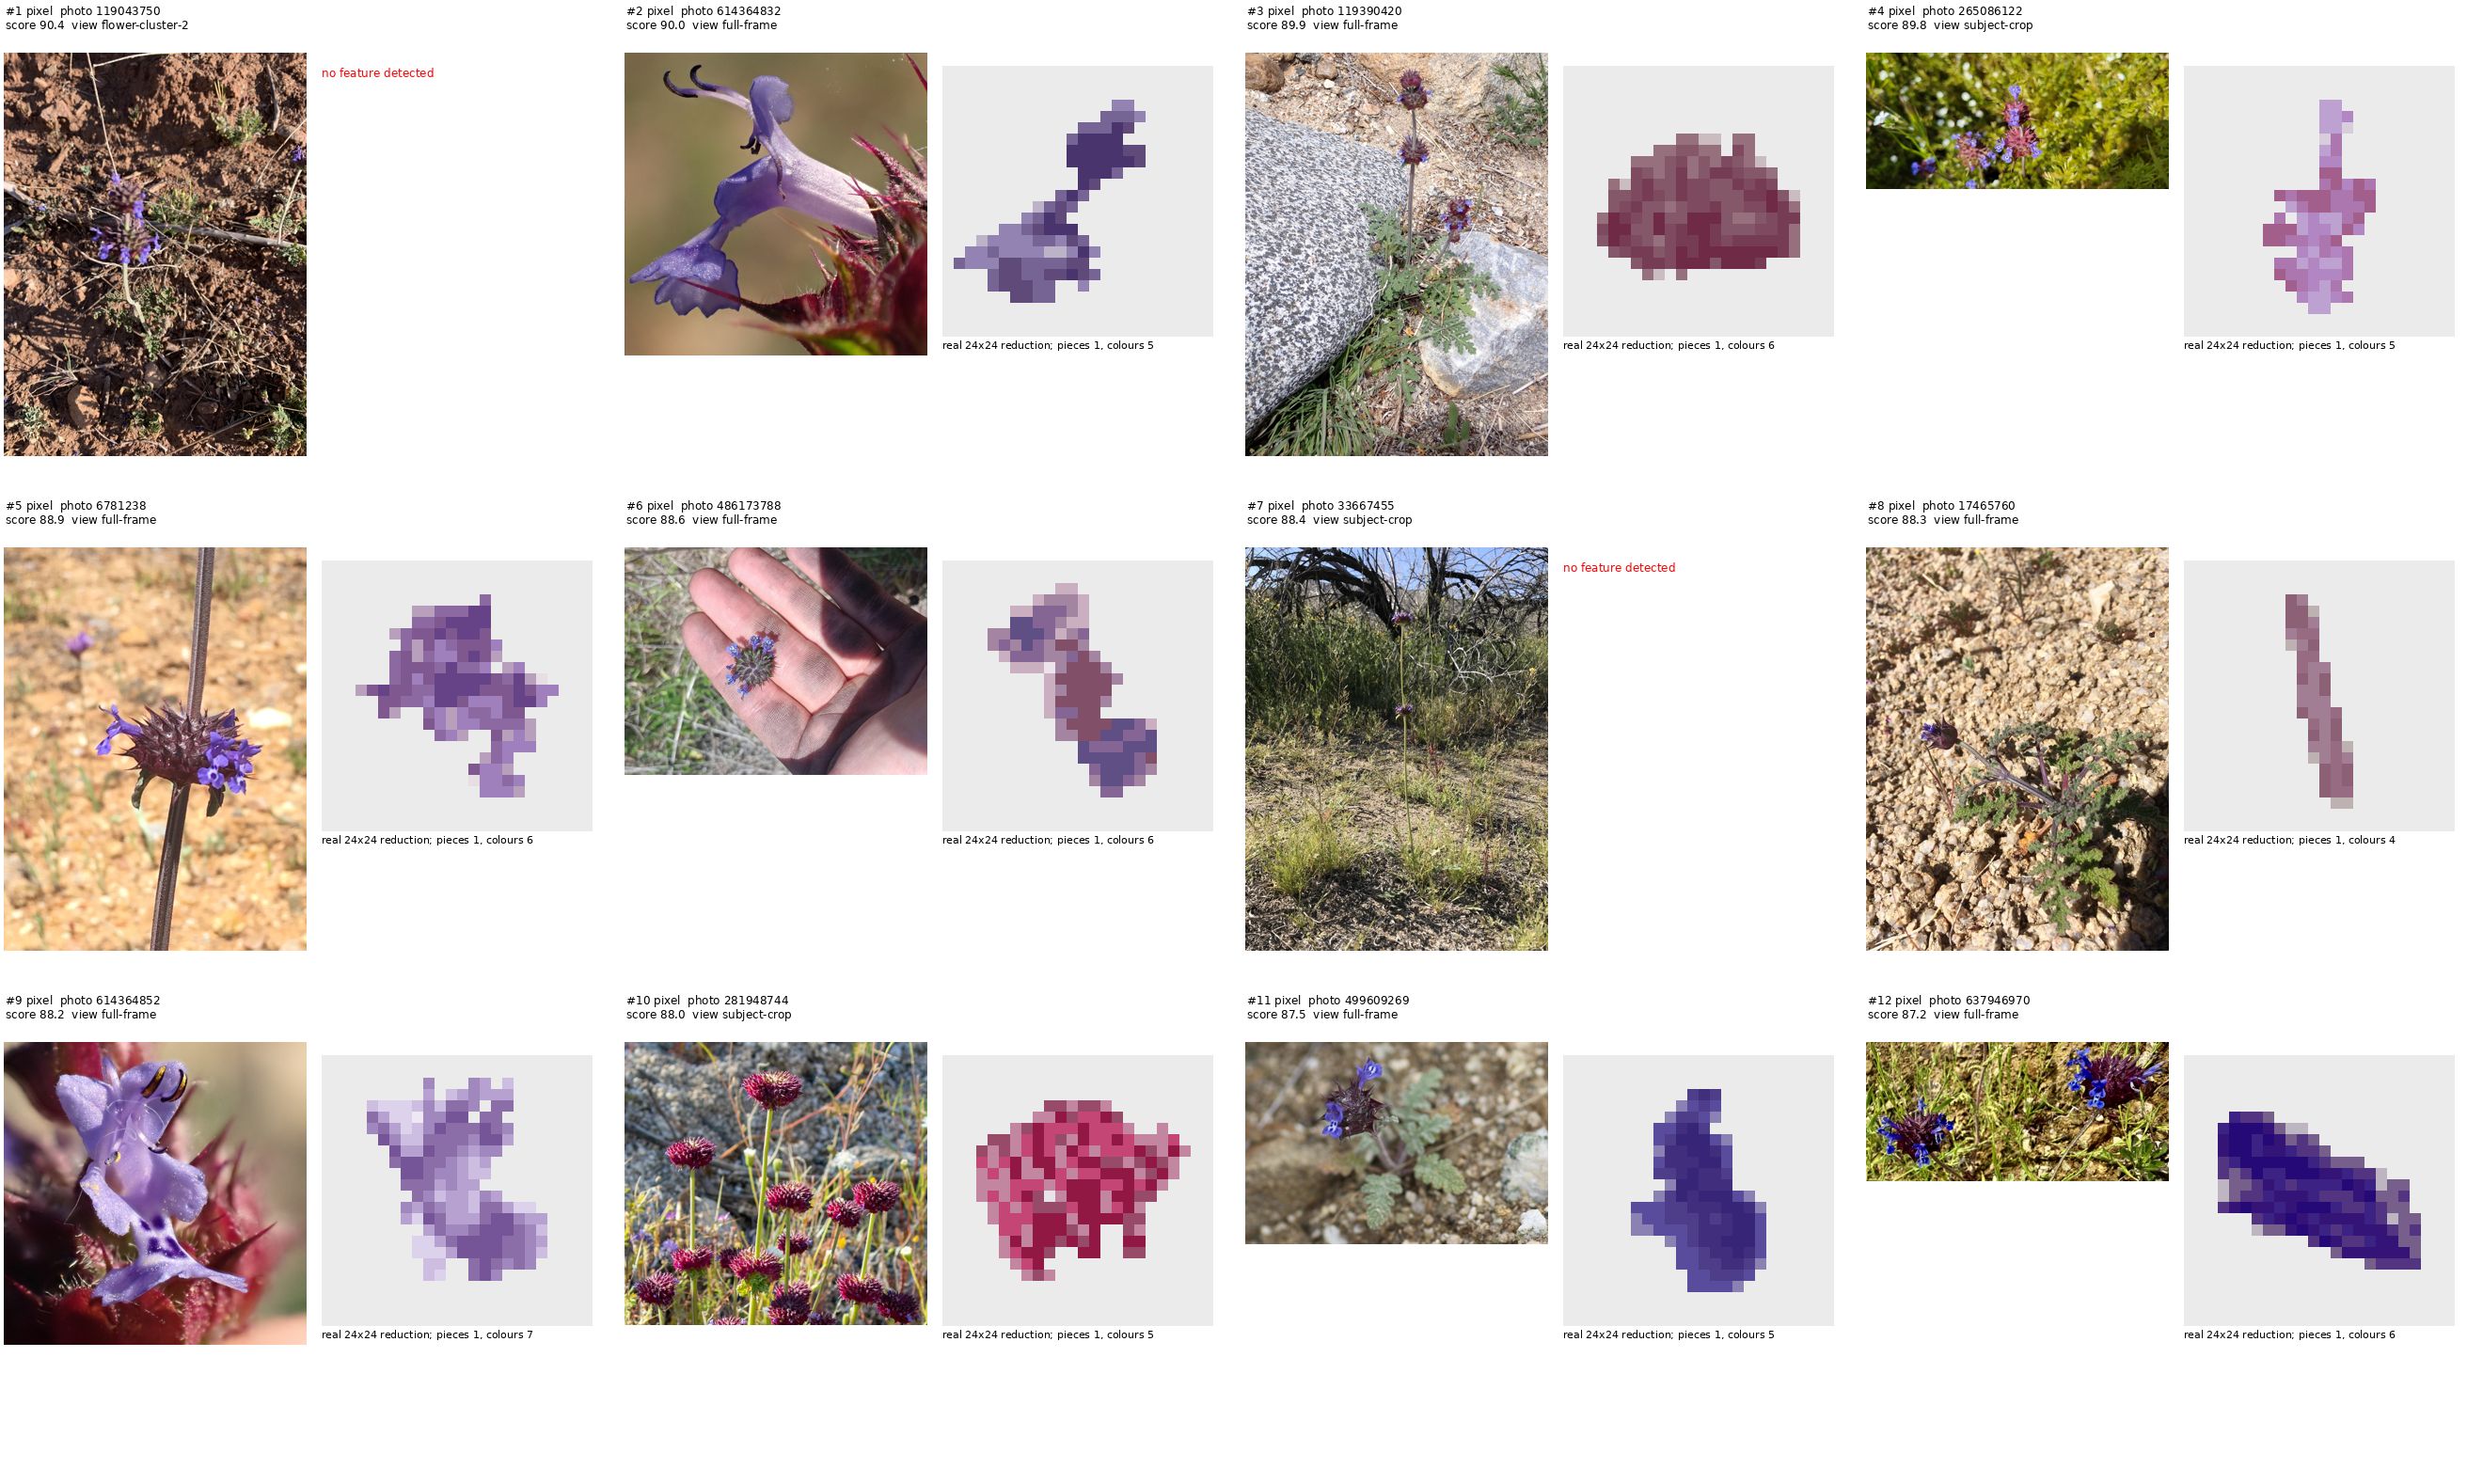 #1 pixel  photo 119043750
score 90.4  view flower-cluster-2
no feature detected
#2 pixel  photo 614364832
score 90.0  view full-frame
real 24x24 reduction; pieces 1, colours 5
#3 pixel  photo 119390420
score 89.9  view full-frame
real 24x24 reduction; pieces 1, colours 6
#4 pixel  photo 265086122
score 89.8  view subject-crop
real 24x24 reduction; pieces 1, colours 5
#5 pixel  photo 6781238
score 88.9  view full-frame
real 24x24 reduction; pieces 1, colours 6
#6 pixel  photo 486173788
score 88.6  view full-frame
real 24x24 reduction; pieces 1, colours 6
#7 pixel  photo 33667455
score 88.4  view subject-crop
no feature detected
#8 pixel  photo 17465760
score 88.3  view full-frame
real 24x24 reduction; pieces 1, colours 4
#9 pixel  photo 614364852
score 88.2  view full-frame
real 24x24 reduction; pieces 1, colours 7
#10 pixel  photo 281948744
score 88.0  view subject-crop
real 24x24 reduction; pieces 1, colours 5
#11 pixel  photo 499609269
score 87.5  view full-frame
real 24x24 reduction; pieces 1, colours 5
#12 pixel  photo 637946970
score 87.2  view full-frame
real 24x24 reduction; pieces 1, colours 6